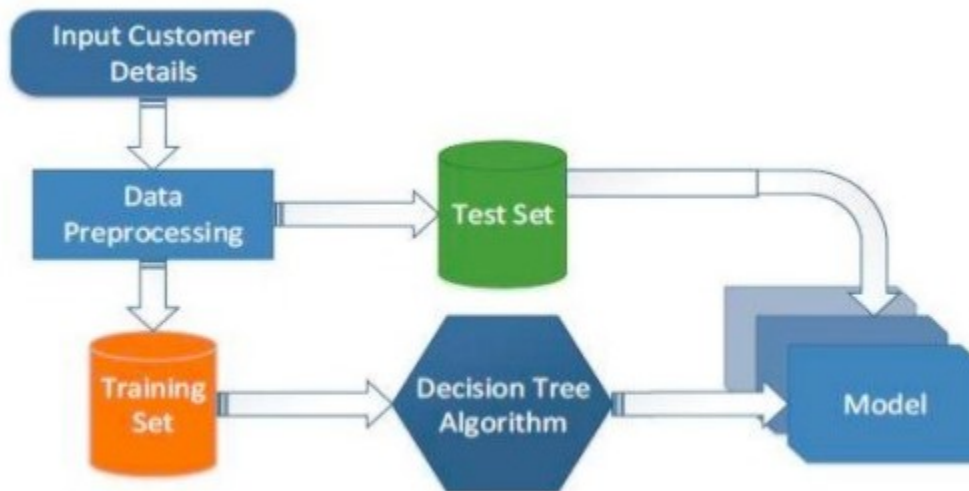 Input Customer
Details
Data
Preprocessing
Test Set
Training
Set
Decision Tree
Algorithm
Model